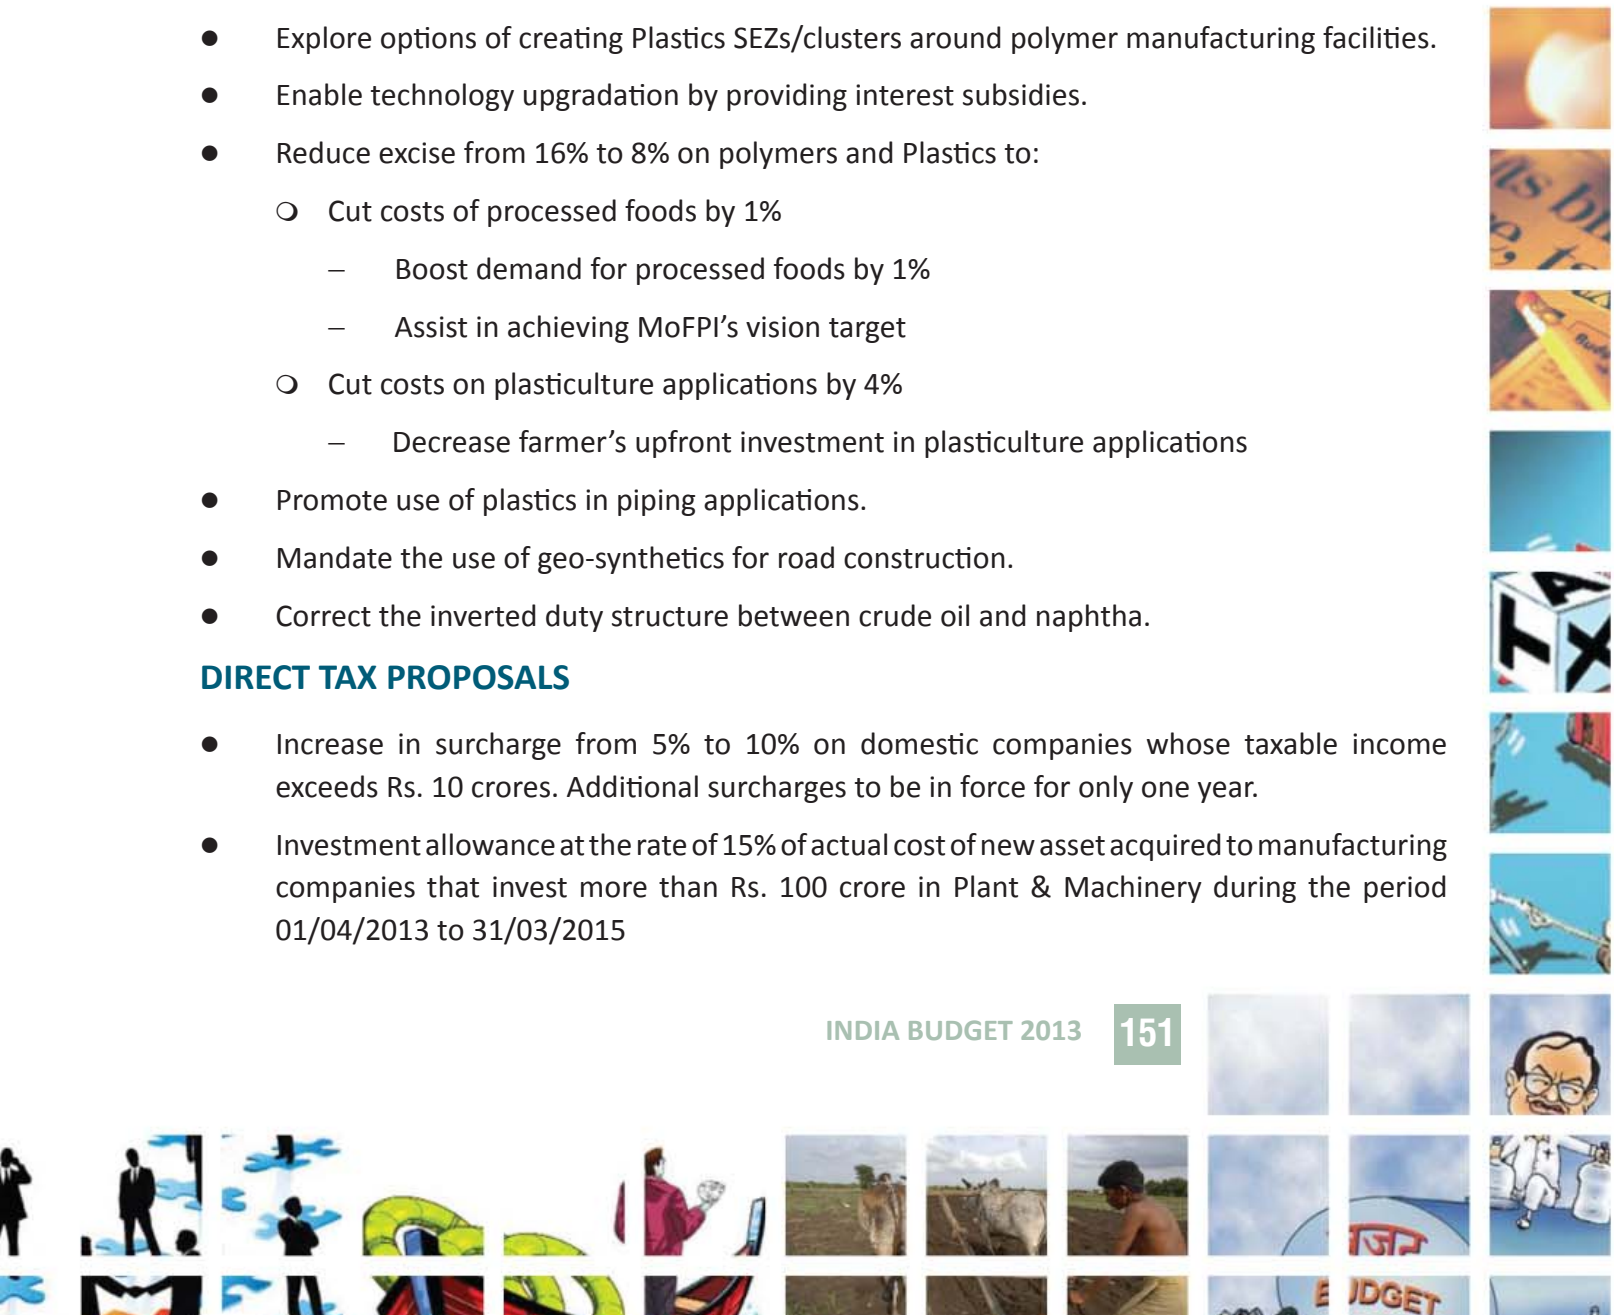 ● Explore options of creating Plastics SEZs/clusters around polymer manufacturing facilities.
● Enable technology upgradation by providing interest subsidies.
● Reduce excise from 16% to 8% on polymers and Plastics to:
❍ Cut costs of processed foods by 1%
– Boost demand for processed foods by 1%
– Assist in achieving MoFPI’s vision target
❍ Cut costs on plasticulture applications by 4%
– Decrease farmer’s upfront investment in plasticulture applications
● Promote use of plastics in piping applications.
● Mandate the use of geo-synthetics for road construction.
● Correct the inverted duty structure between crude oil and naphtha.
DIRECT TAX PROPOSALS
● Increase in surcharge from 5% to 10% on domestic companies whose taxable income
exceeds Rs. 10 crores. Additional surcharges to be in force for only one year.
● Investment allowance at the rate of 15% of actual cost of new asset acquired to manufacturing
companies that invest more than Rs. 100 crore in Plant & Machinery during the period
01/04/2013 to 31/03/2015
TAX
INDIA BUDGET 2013 151
BUDGET